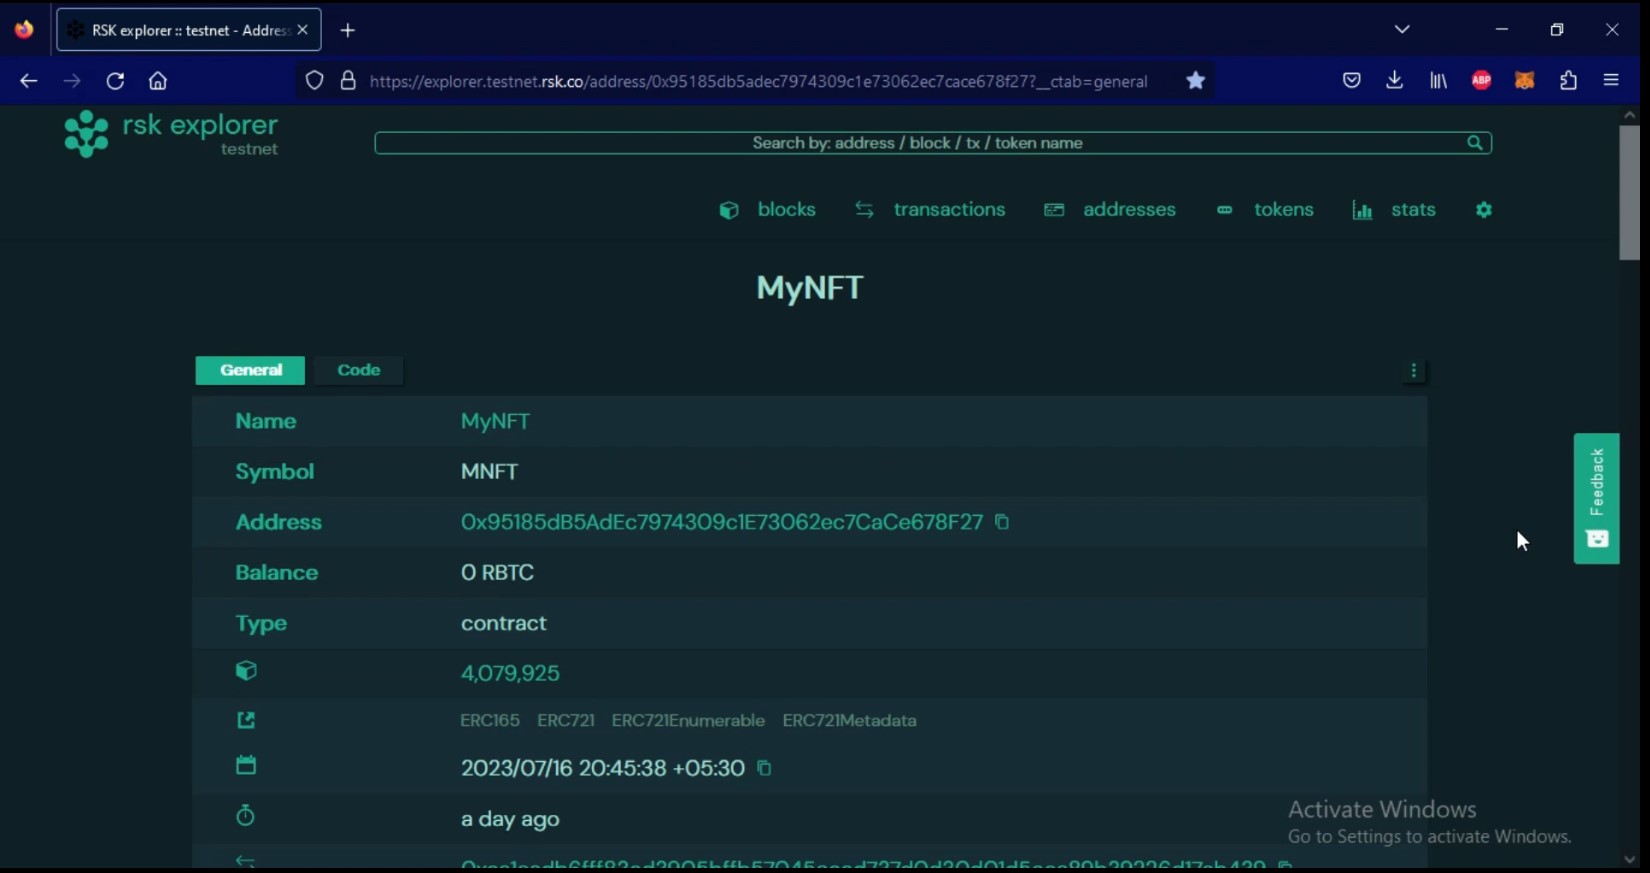 RSK explorer :: testnet - Address
https://explorer.testnet.rsk.co/address/0x95185db5adec7974309c1e73062ec7cace678f27?__ctab=general
ABP
rsk explorer
testnet
Search by: address / block / tx / token name
blocks transactions addresses tokens stats
MyNFT
General Code
Name MyNFT
Symbol MNFT
Feedback
Address 0x95185dB5AdEc7974309c1E73062ec7CaCe678F27
Balance 0 RBTC
Type contract
4,079,925
ERC165 ERC721 ERC721Enumerable ERC721Metadata
2023/07/16 20:45:38 +05:30
a day ago
Activate Windows
Go to Settings to activate Windows.